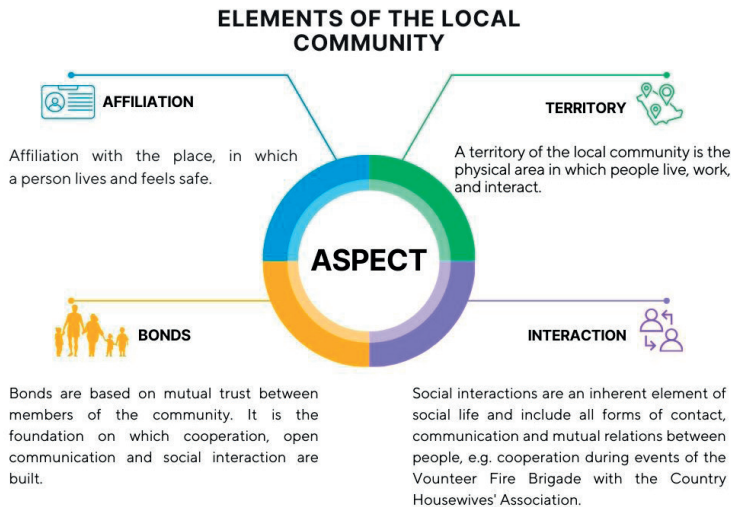 ELEMENTS OF THE LOCAL
COMMUNITY
AFFILIATION
Affiliation with the place, in which
a person lives and feels safe.
TERRITORY
A territory of the local community is the
physical area in which people live, work,
and interact.
ASPECT
BONDS
Bonds are based on mutual trust between
members of the community. It is the
foundation on which cooperation, open
communication and social interaction are
built.
INTERACTION
Social interactions are an inherent element of
social life and include all forms of contact,
communication and mutual relations between
people, e.g. cooperation during events of the
Vounteer Fire Brigade with the Country
Housewives' Association.